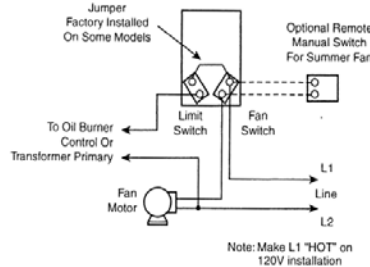 Jumper
Factory Installed
On Some Models
Optional Remote
Manual Switch
For Summer Fan
Limit
Switch
Fan
Switch
To Oil Burner
Control Or
Transformer Primary
L1
Line
L2
Fan
Motor
Note: Make L1 "HOT" on
120V installation